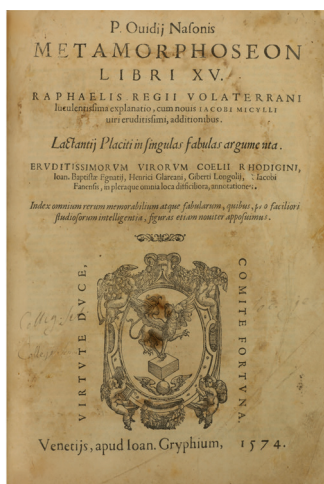 P. Ouidij Nasonis
METAMORPHOSEON
LIBRI XV.
RAPHAELIS REGII VOLATERRANI
luculentissima explanatio, cum nouis IACOBI MICYLLI
uiri eruditissimi, additionibus.
Lactantij Placiti in singulas fabulas argumenta.
ERVDITISSIMORVM VIRORVM COELII RHODIGINI,
Ioan. Baptistæ Egnatij, Henrici Glareani, Giberti Longolij, Iacobi
Fanensis, in pleraque omnia loca difficiliora, annotationes.
Index omnium rerum memorabilium atque fabularum, quibus, pro faciliori
studiosorum intelligentia, figuras etiam nouiter apposuimus.
VIRTVTE DVCE,
COMITE FORTVNA.
Venetijs, apud Ioan. Gryphium, 1574.